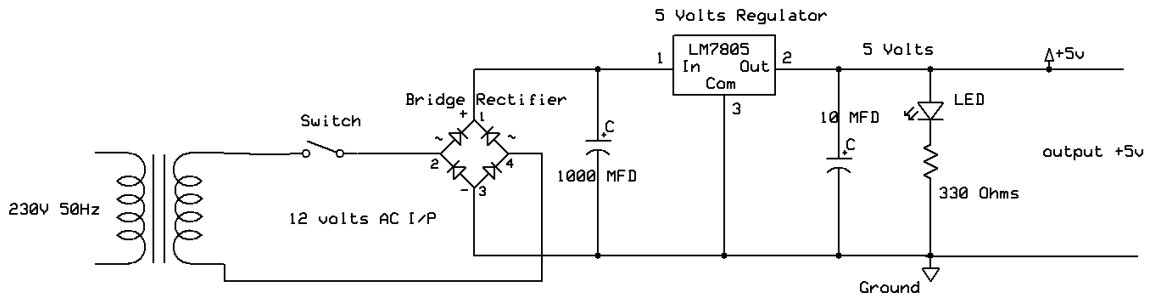 5 Volts Regulator
LM7805
1 In Out 2
Com
3
5 Volts
+5v
Bridge Rectifier
+ 1
~ ~
2 4
- 3
Switch
+ C
1000 MFD
10 MFD
+ C
LED
330 Ohms
output +5v
230V 50Hz
12 volts AC I/P
Ground